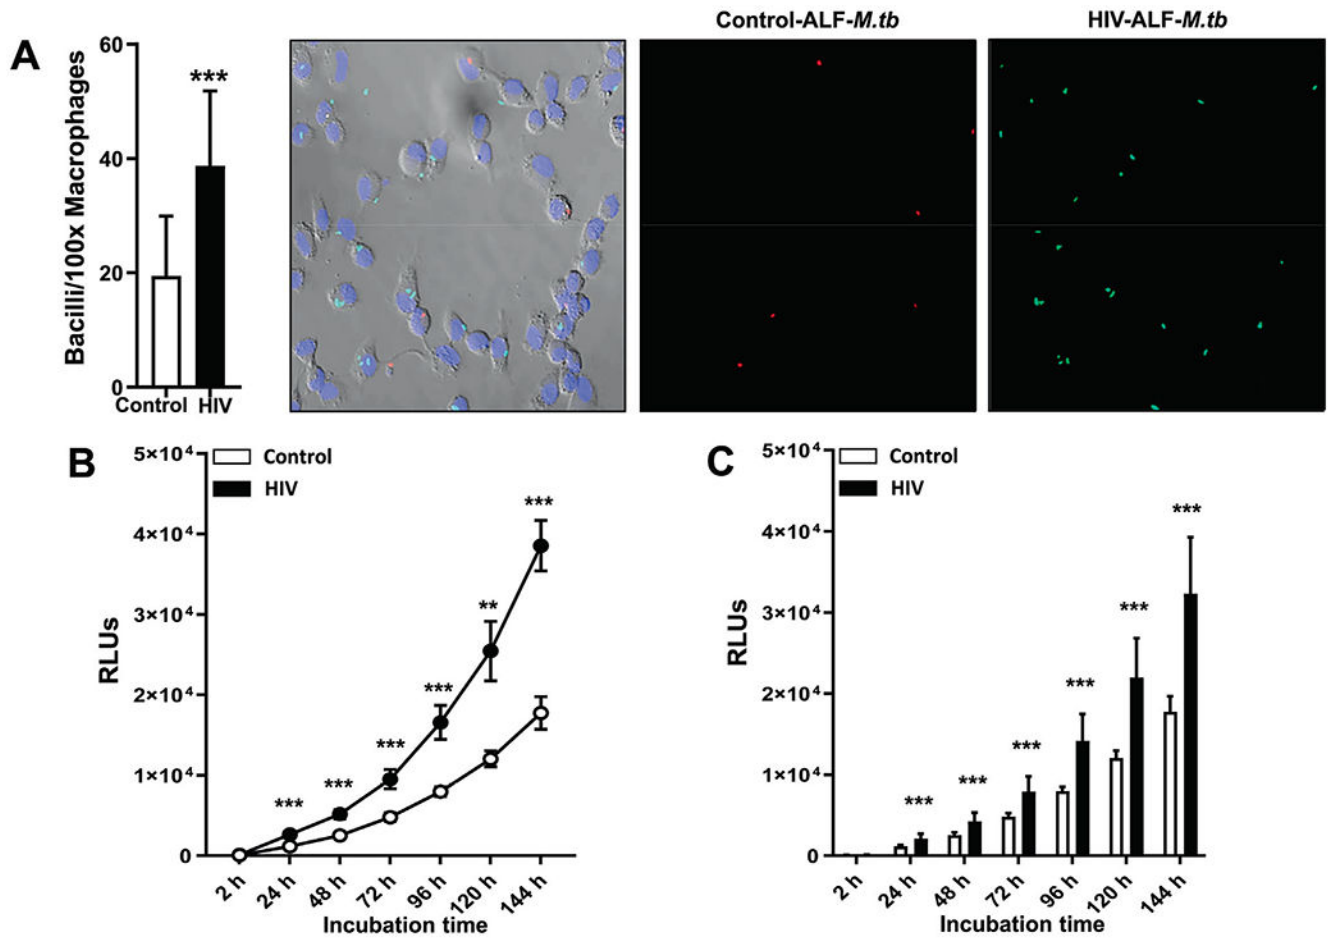 A
60
40
20
0
Bacilli/100x Macrophages
***
Control HIV
Control-ALF-M.tb
HIV-ALF-M.tb
B
5×10⁴
4×10⁴
3×10⁴
2×10⁴
1×10⁴
0
RLUs
Control
HIV
***
***
***
***
**
***
2 h
24 h
48 h
72 h
96 h
120 h
144 h
Incubation time
C
5×10⁴
4×10⁴
3×10⁴
2×10⁴
1×10⁴
0
RLUs
Control
HIV
***
***
***
***
***
***
2 h
24 h
48 h
72 h
96 h
120 h
144 h
Incubation time